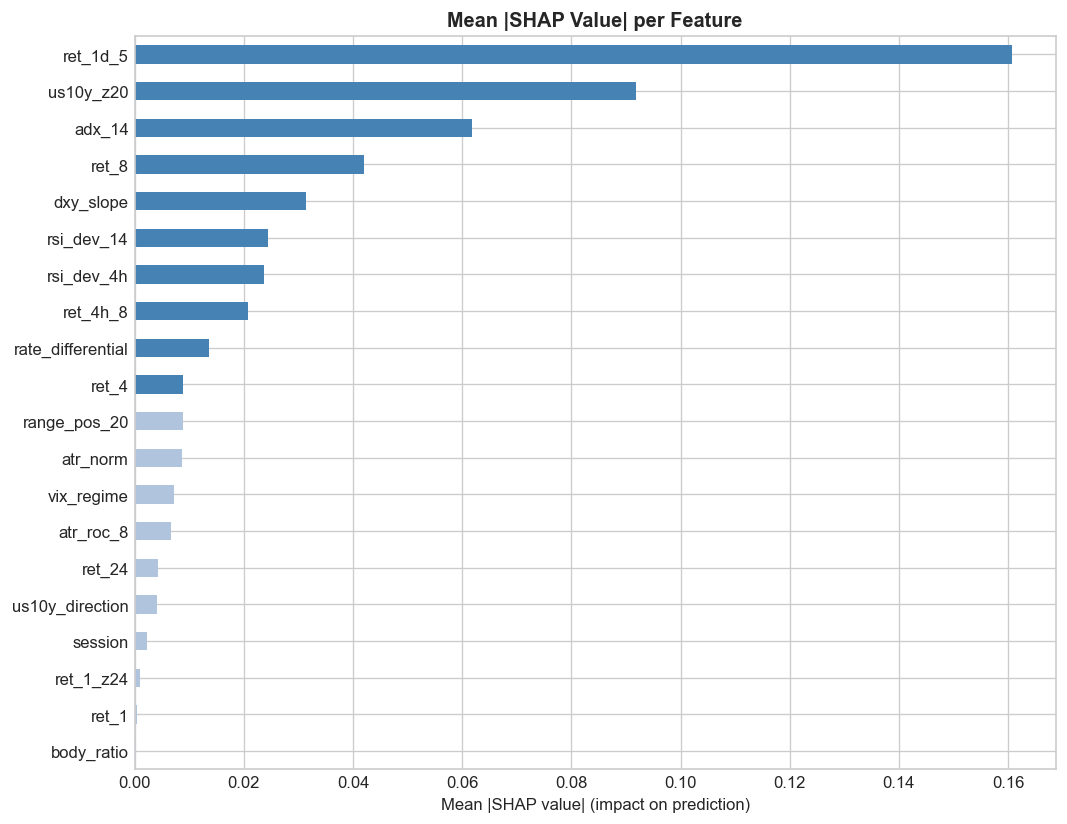 Mean |SHAP Value| per Feature
ret_1d_5
us10y_z20
adx_14
ret_8
dxy_slope
rsi_dev_14
rsi_dev_4h
ret_4h_8
rate_differential
ret_4
range_pos_20
atr_norm
vix_regime
atr_roc_8
ret_24
us10y_direction
session
ret_1_z24
ret_1
body_ratio
0.00 0.02 0.04 0.06 0.08 0.10 0.12 0.14 0.16
Mean |SHAP value| (impact on prediction)